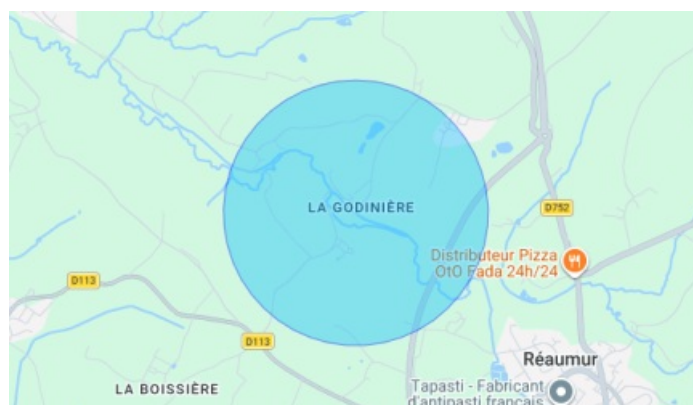 LA GODINIÈRE
D752
Distributeur Pizza
OtO Fada 24h/24
D113
D113
Réaumur
LA BOISSIÈRE
Tapasti - Fabricant
d'antipasti français